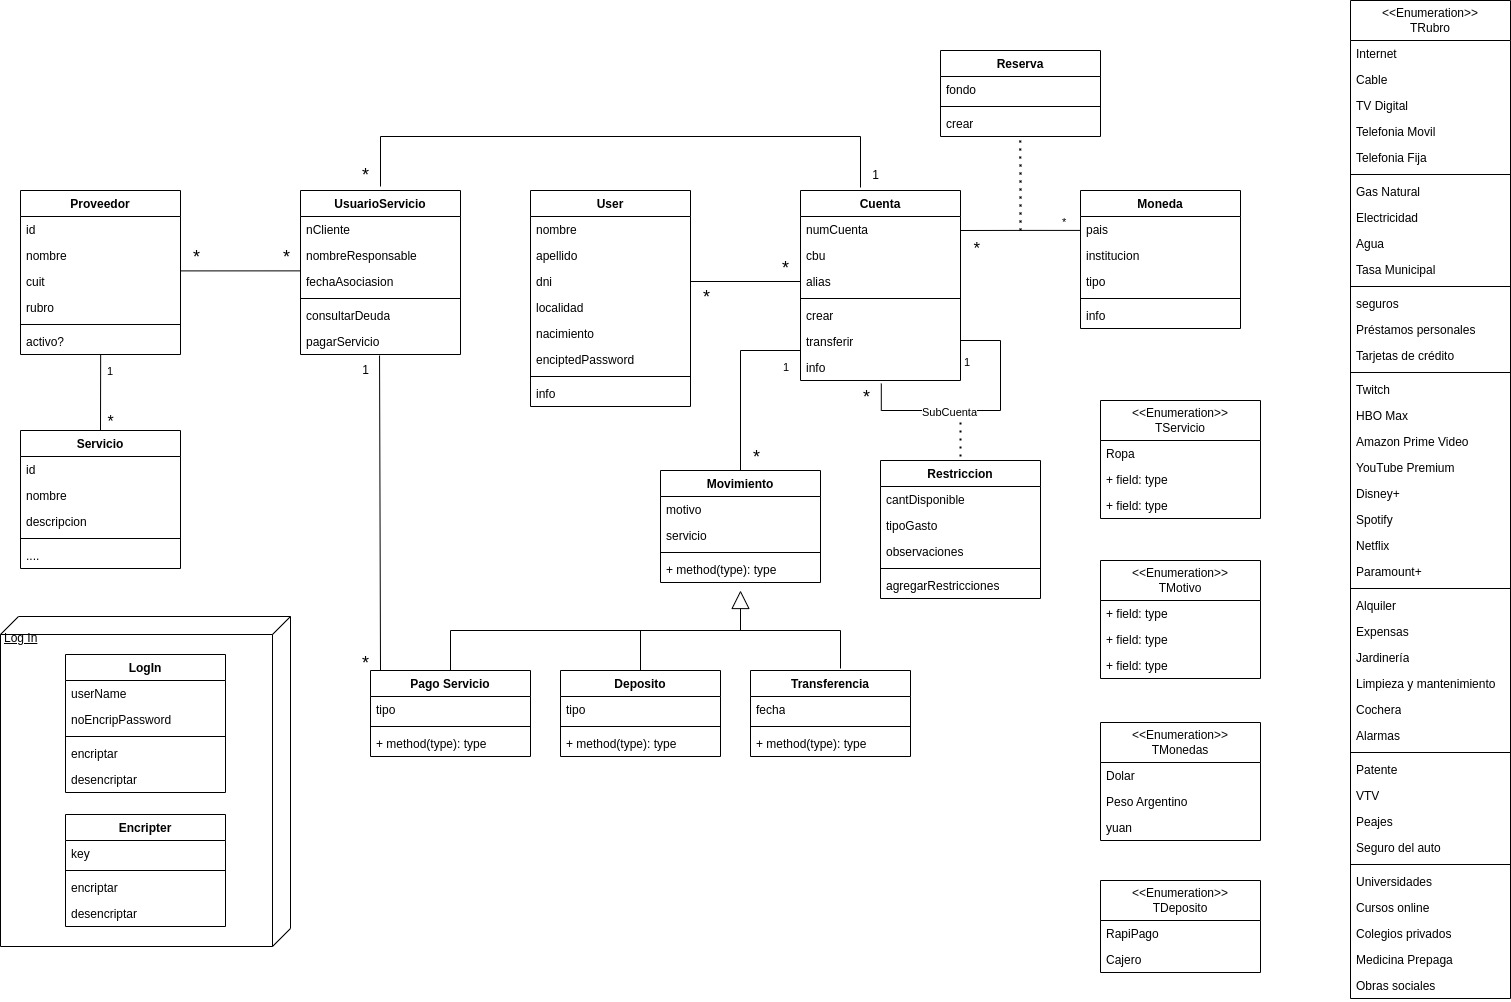 Reserva
fondo
crear
*
1
Proveedor
id
nombre
cuit
rubro
activo?
*
*
UsuarioServicio
nCliente
nombreResponsable
fechaAsociasion
consultarDeuda
pagarServicio
User
nombre
apellido
dni
localidad
nacimiento
enciptedPassword
info
*
*
Cuenta
numCuenta
cbu
alias
crear
transferir
info
*
*
Moneda
pais
institucion
tipo
info
1
*
1
1
*
1
*
SubCuenta
Servicio
id
nombre
descripcion
....
Movimiento
motivo
servicio
+ method(type): type
Restriccion
cantDisponible
tipoGasto
observaciones
agregarRestricciones
*
Pago Servicio
tipo
+ method(type): type
Deposito
tipo
+ method(type): type
Transferencia
fecha
+ method(type): type
Log In
LogIn
userName
noEncripPassword
encriptar
desencriptar
Encripter
key
encriptar
desencriptar
<<Enumeration>>
TServicio
Ropa
+ field: type
+ field: type
<<Enumeration>>
TMotivo
+ field: type
+ field: type
+ field: type
<<Enumeration>>
TMonedas
Dolar
Peso Argentino
yuan
<<Enumeration>>
TDeposito
RapiPago
Cajero
<<Enumeration>>
TRubro
Internet
Cable
TV Digital
Telefonia Movil
Telefonia Fija
Gas Natural
Electricidad
Agua
Tasa Municipal
seguros
Préstamos personales
Tarjetas de crédito
Twitch
HBO Max
Amazon Prime Video
YouTube Premium
Disney+
Spotify
Netflix
Paramount+
Alquiler
Expensas
Jardinería
Limpieza y mantenimiento
Cochera
Alarmas
Patente
VTV
Peajes
Seguro del auto
Universidades
Cursos online
Colegios privados
Medicina Prepaga
Obras sociales